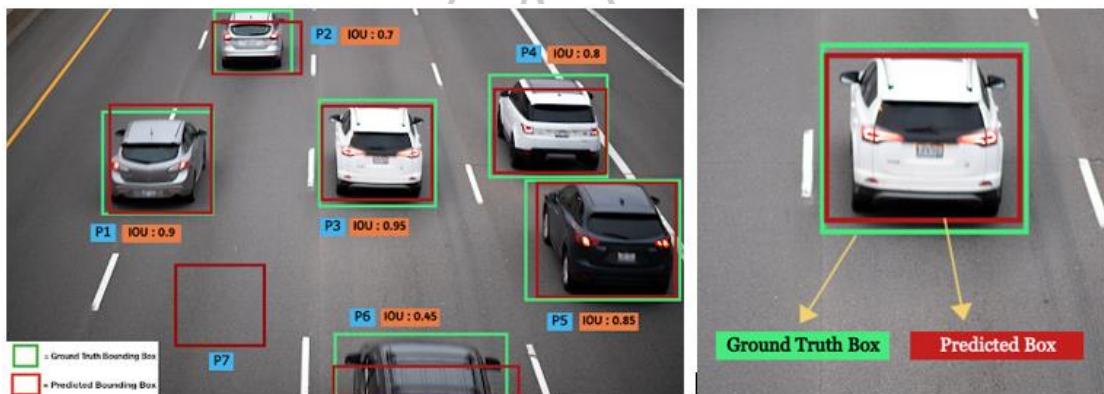 P2 IOU : 0.7
P4 IOU : 0.8
P1 IOU : 0.9
P3 IOU : 0.95
P6 IOU : 0.45
P5 IOU : 0.85
P7
= Ground Truth Bounding Box
= Predicted Bounding Box
Ground Truth Box
Predicted Box